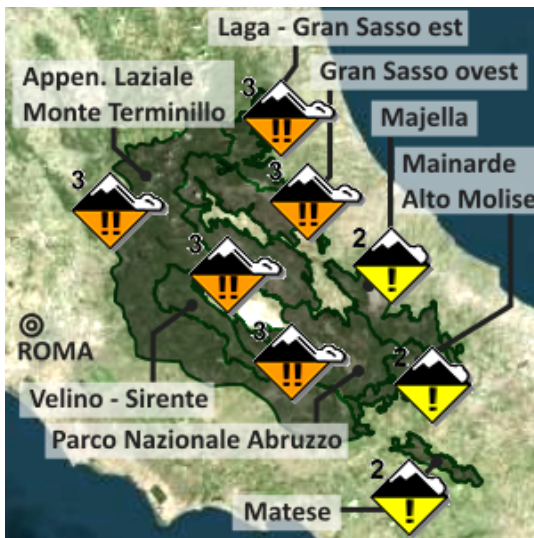 Laga - Gran Sasso est
Appen. Laziale
Monte Terminillo
Gran Sasso ovest
Majella
Mainarde
Alto Molise
3
!!
3
!!
3
!!
2
!
3
!!
ROMA
3
!!
2
!
Velino - Sirente
Parco Nazionale Abruzzo
2
!
Matese